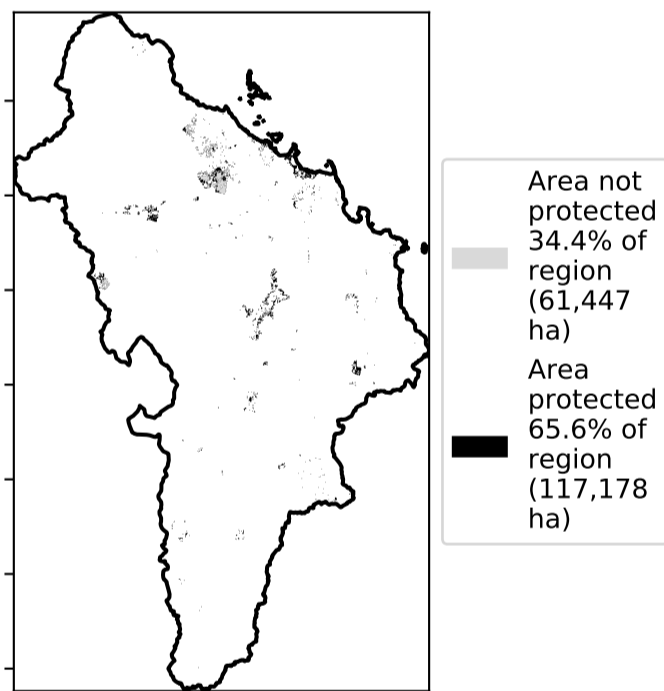 Area not
protected
34.4% of
region
(61,447
ha)
Area
protected
65.6% of
region
(117,178
ha)